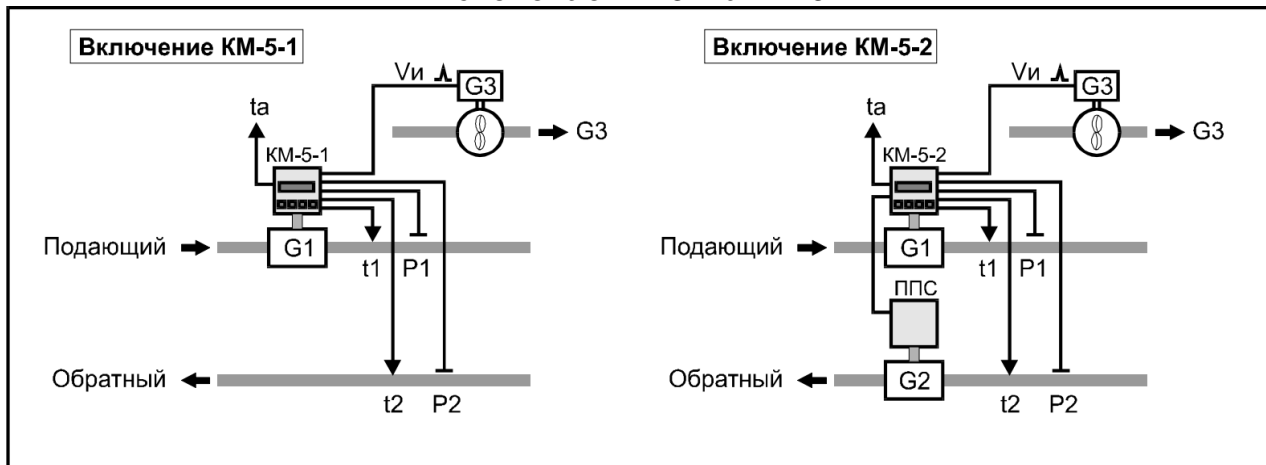 Включение КМ-5-1
Vи
G3
ta
G3
КМ-5-1
Подающий
G1
t1
P1
Обратный
t2
P2
Включение КМ-5-2
Vи
G3
ta
G3
КМ-5-2
Подающий
G1
t1
P1
ППС
Обратный
G2
t2
P2